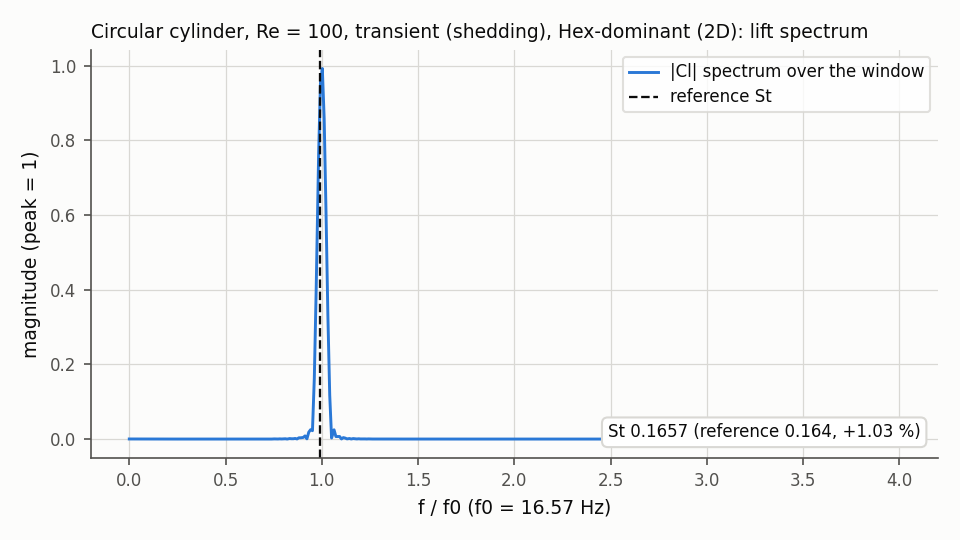 Circular cylinder, Re = 100, transient (shedding), Hex-dominant (2D): lift spectrum
|Cl| spectrum over the window
reference St
magnitude (peak = 1)
1.0
0.8
0.6
0.4
0.2
0.0
St 0.1657 (reference 0.164, +1.03 %)
0.0 0.5 1.0 1.5 2.0 2.5 3.0 3.5 4.0
f / f0 (f0 = 16.57 Hz)